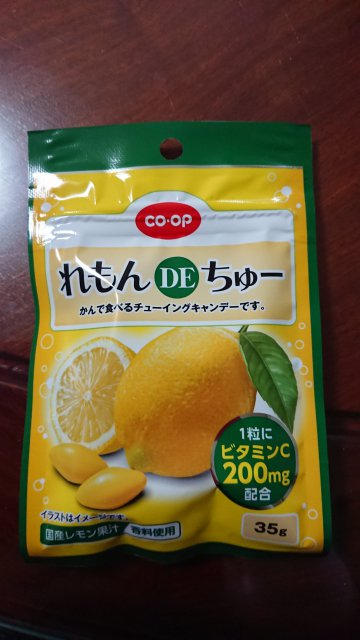 CO・OP
れもんDEちゅー
かんで食べるチューイングキャンデーです。
1粒に
ビタミンC
200mg
配合
イラストはイメージです。
国産レモン果汁 香料使用
35g